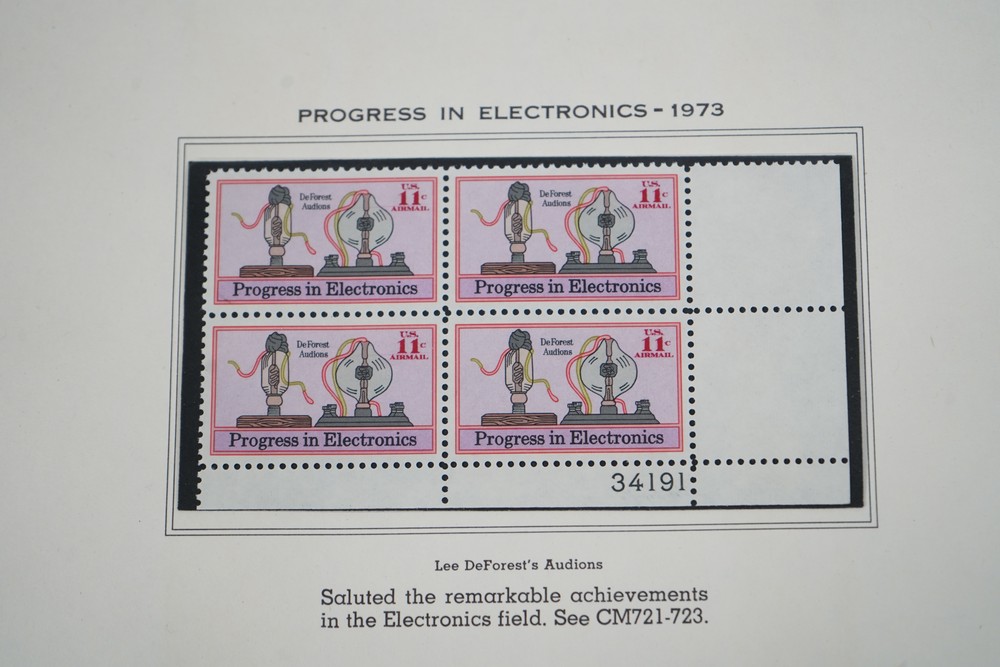 PROGRESS IN ELECTRONICS - 1973
DeForest
Audions
U.S.
11c
AIRMAIL
Progress in Electronics
DeForest
Audions
U.S.
11c
AIRMAIL
Progress in Electronics
DeForest
Audions
U.S.
11c
AIRMAIL
Progress in Electronics
DeForest
Audions
U.S.
11c
AIRMAIL
Progress in Electronics
34191
Lee DeForest's Audions
Saluted the remarkable achievements
in the Electronics field. See CM721-723.